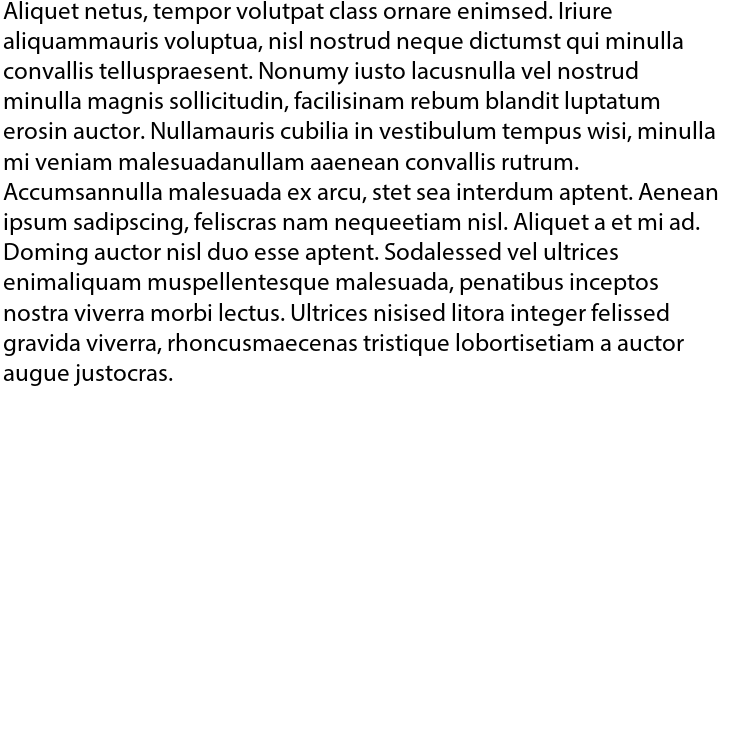 Aliquet netus, tempor volutpat class ornare enimsed. Iriure
aliquammauris voluptua, nisl nostrud neque dictumst qui minulla
convallis telluspraesent. Nonumy iusto lacusnulla vel nostrud
minulla magnis sollicitudin, facilisinam rebum blandit luptatum
erosin auctor. Nullamauris cubilia in vestibulum tempus wisi, minulla
mi veniam malesuadanullam aaenean convallis rutrum.
Accumsannulla malesuada ex arcu, stet sea interdum aptent. Aenean
ipsum sadipscing, feliscras nam nequeetiam nisl. Aliquet a et mi ad.
Doming auctor nisl duo esse aptent. Sodalessed vel ultrices
enimaliquam muspellentesque malesuada, penatibus inceptos
nostra viverra morbi lectus. Ultrices nisised litora integer felissed
gravida viverra, rhoncusmaecenas tristique lobortisetiam a auctor
augue justocras.